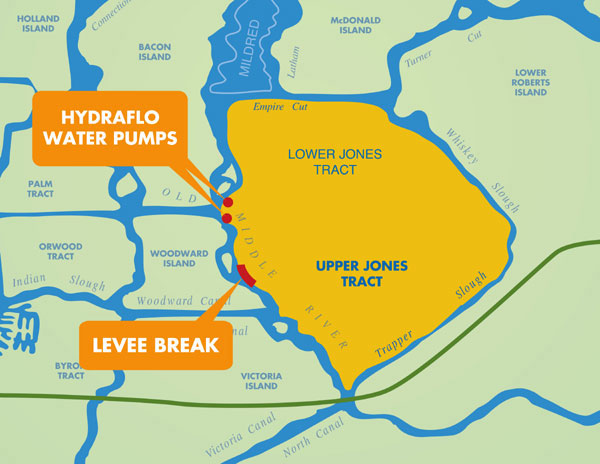 HOLLAND
ISLAND
Connection
BACON
ISLAND
MILDRED
Latham
McDONALD
ISLAND
Turner Cut
LOWER
ROBERTS
ISLAND
HYDRAFLO
WATER PUMPS
Empire Cut
LOWER JONES
TRACT
Whiskey Slough
PALM
TRACT
OLD
MIDDLE RIVER
ORWOOD
TRACT
WOODWARD
ISLAND
UPPER JONES
TRACT
Indian Slough
Woodward Canal
Trapper Slough
LEVEE BREAK
nal
BYRO
TRACT
VICTORIA
ISLAND
Victoria Canal
North Canal